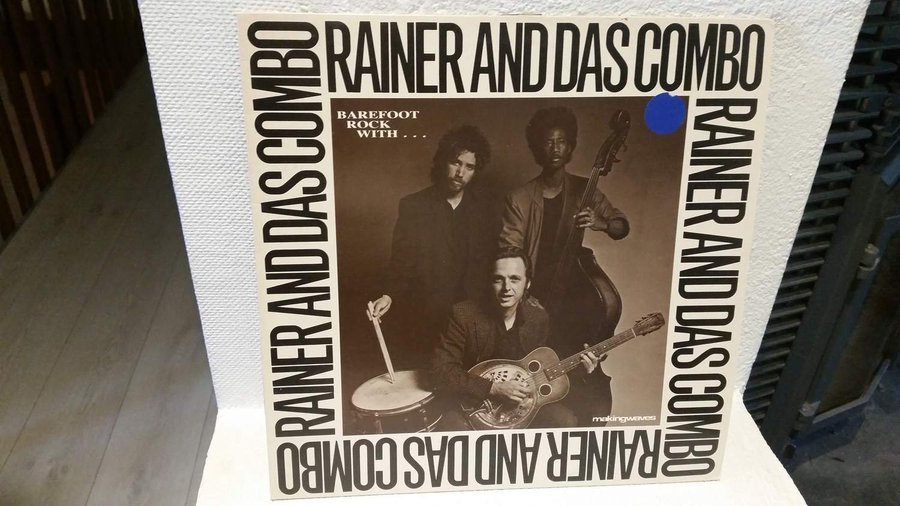 RAINER AND DAS COMBO
RAINER AND DAS COMBO
RAINER AND DAS COMBO
RAINER AND DAS COMBO
BAREFOOT
ROCK
WITH . . .
makingwaves